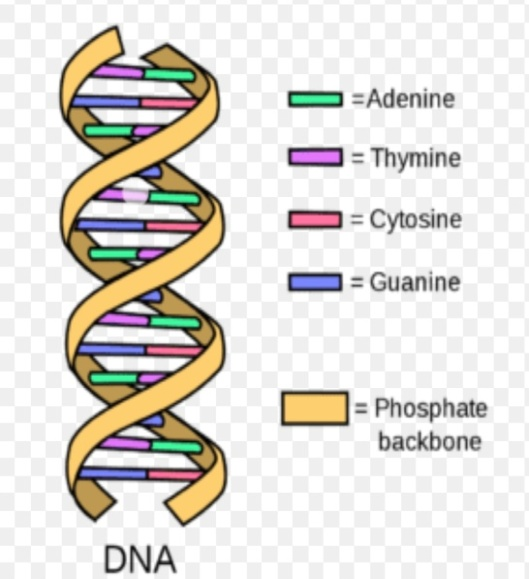 =Adenine
= Thymine
= Cytosine
= Guanine
= Phosphate
backbone
DNA